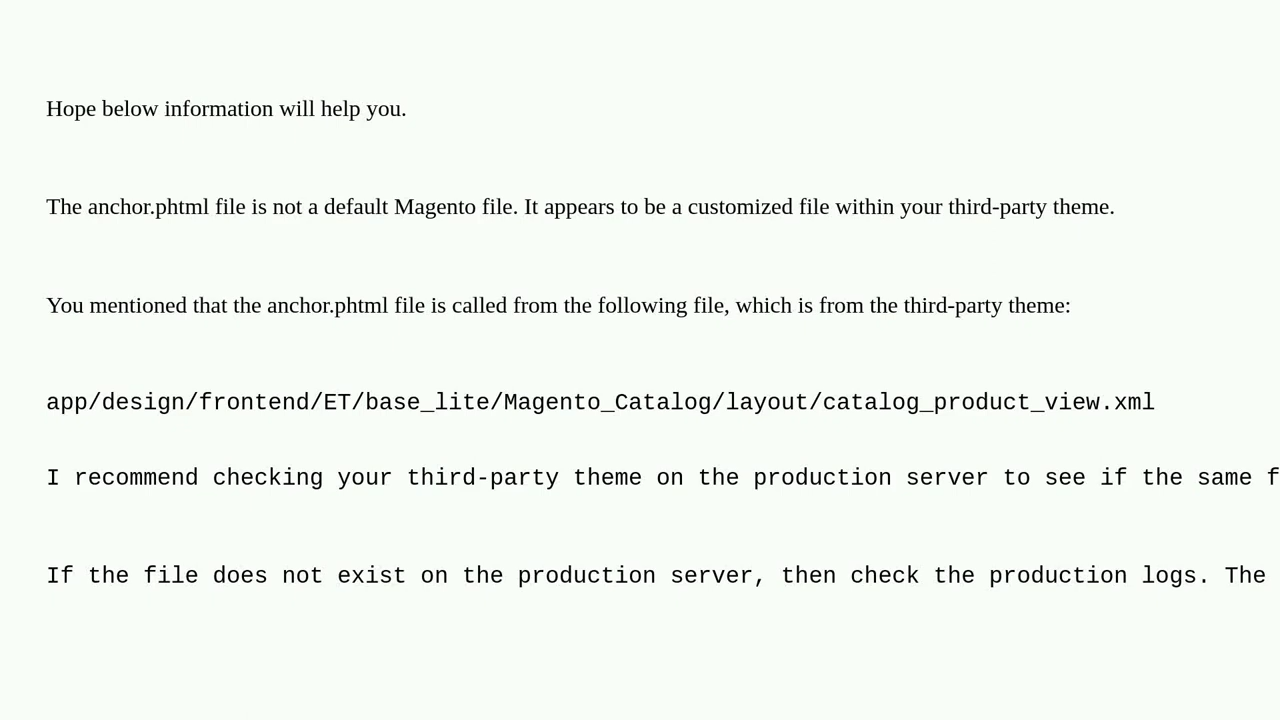 Hope below information will help you.
The anchor.phtml file is not a default Magento file. It appears to be a customized file within your third-party theme.
You mentioned that the anchor.phtml file is called from the following file, which is from the third-party theme:
app/design/frontend/ET/base_lite/Magento_Catalog/layout/catalog_product_view.xml
I recommend checking your third-party theme on the production server to see if the same
If the file does not exist on the production server, then check the production logs. The